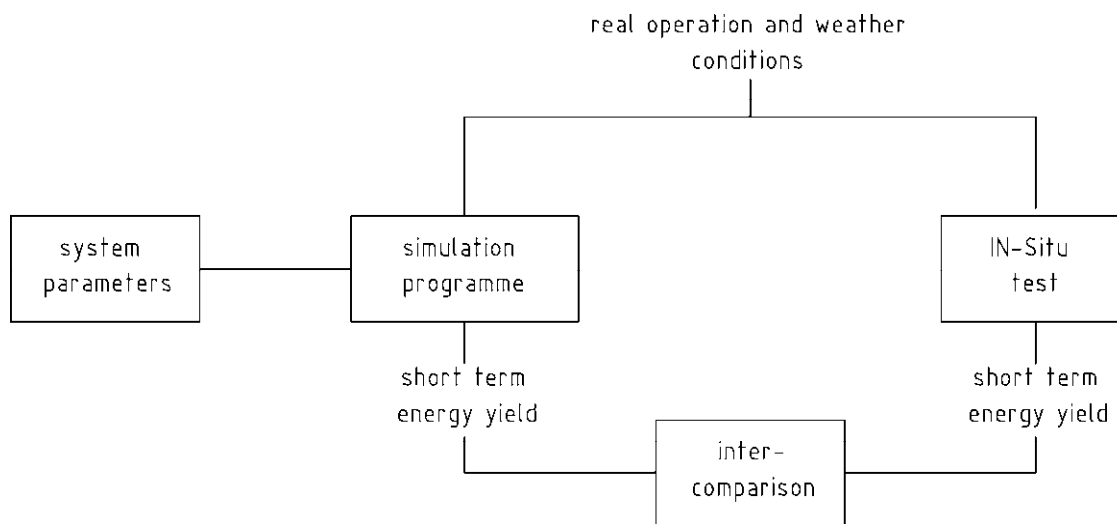 real operation and weather
conditions
system
parameters
simulation
programme
IN-Situ
test
short term
energy yield
short term
energy yield
inter-
comparison